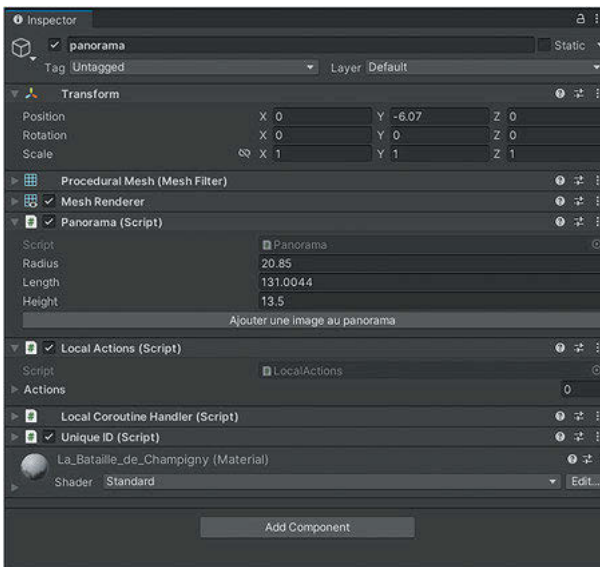 Inspector
panorama Static
Tag Untagged Layer Default
Transform
Position X 0 Y -6.07 Z 0
Rotation X 0 Y 0 Z 0
Scale X 1 Y 1 Z 1
Procedural Mesh (Mesh Filter)
Mesh Renderer
# Panorama (Script)
Script # Panorama
Radius 20.85
Length 131.0044
Height 13.5
Ajouter une image au panorama
# Local Actions (Script)
Script # LocalActions
Actions 0
# Local Coroutine Handler (Script)
# Unique ID (Script)
La_Bataille_de_Champigny (Material)
Shader Standard Edit...
Add Component